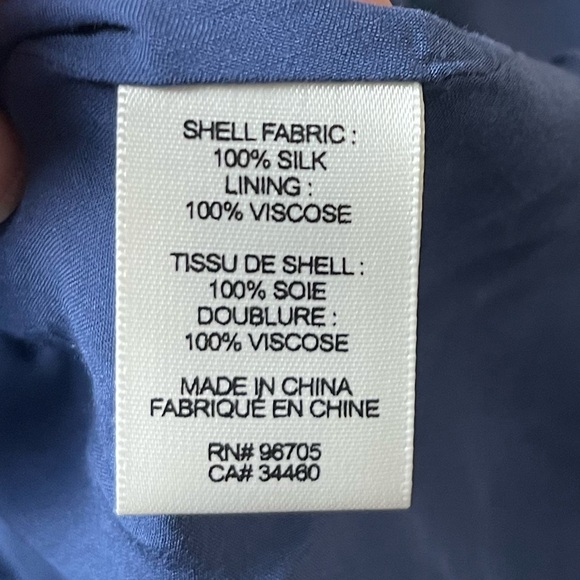 SHELL FABRIC :
100% SILK
LINING :
100% VISCOSE
TISSU DE SHELL :
100% SOIE
DOUBLURE :
100% VISCOSE
MADE IN CHINA
FABRIQUÉ EN CHINE
RN# 96705
CA# 34460